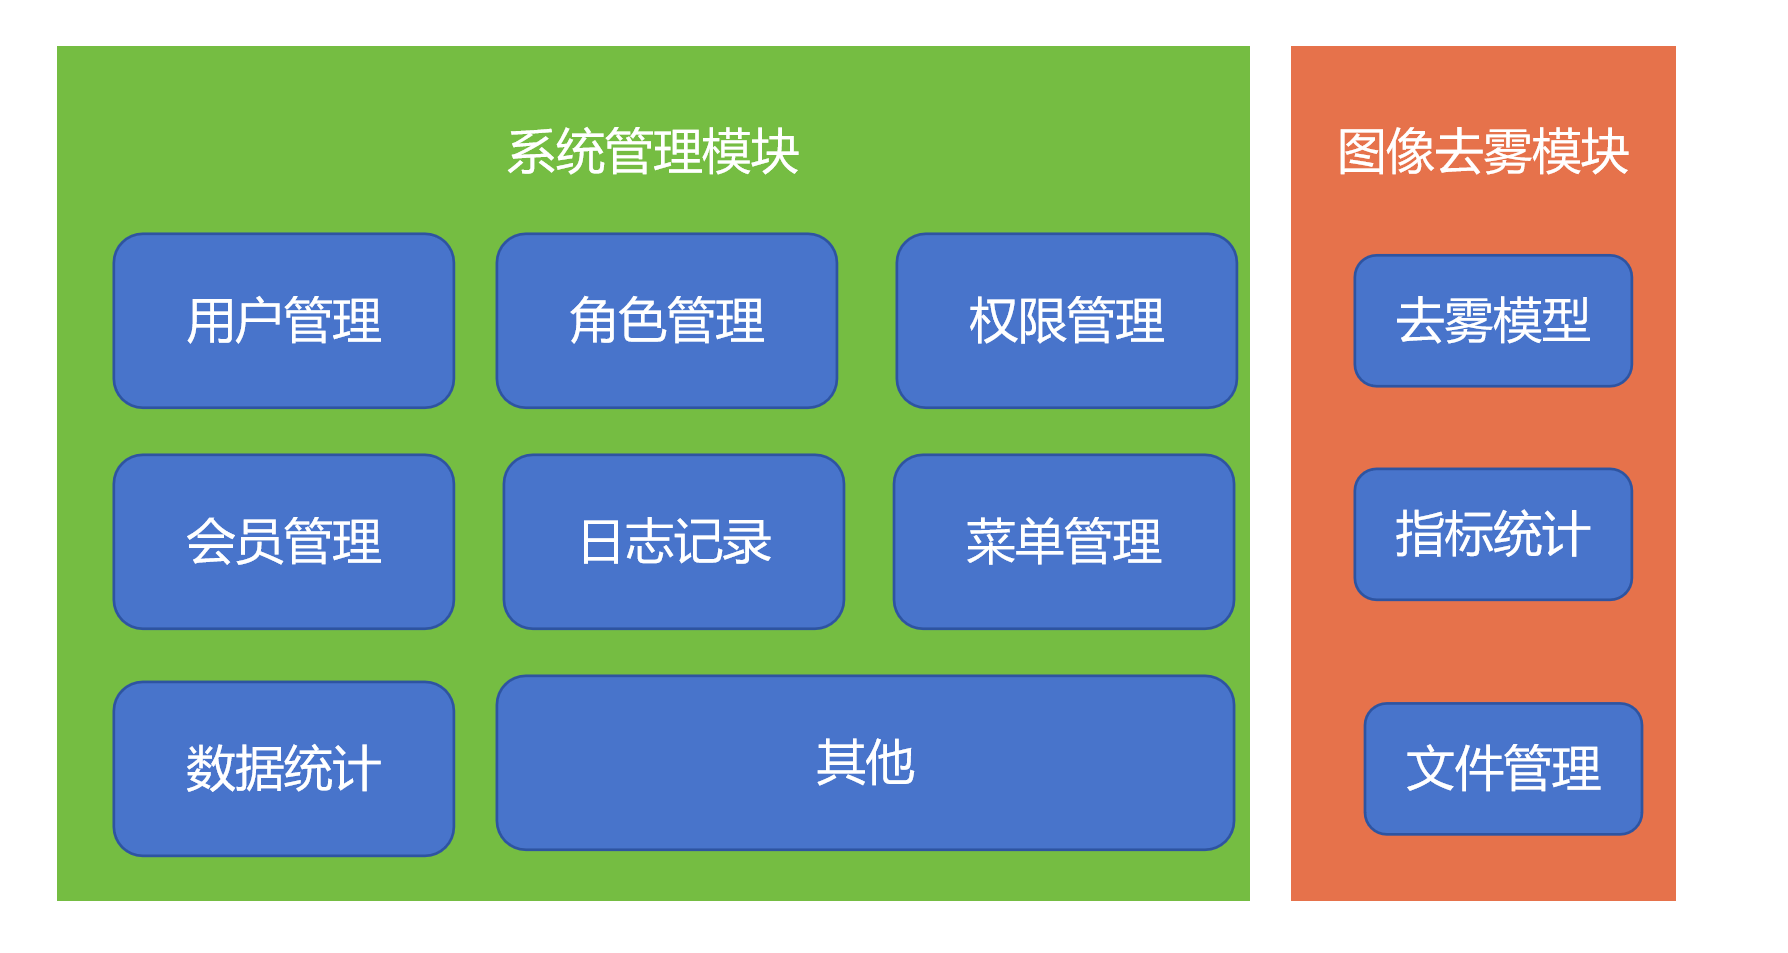 系统管理模块
用户管理
角色管理
权限管理
会员管理
日志记录
菜单管理
数据统计
其他
图像去雾模块
去雾模型
指标统计
文件管理